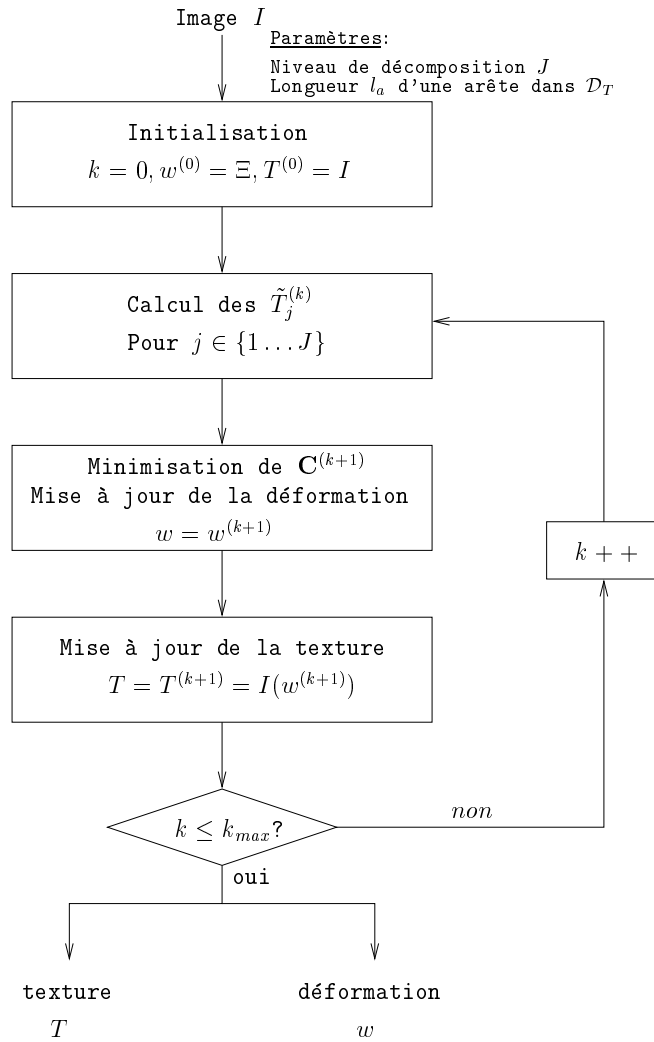 Image I
Paramètres:
Niveau de décomposition J
Longueur l_a d'une arête dans 𝒟_T
Initialisation
k = 0, w^{(0)} = Ξ, T^{(0)} = I
Calcul des T̃_j^{(k)}
Pour j ∈ {1 … J}
Minimisation de C^{(k+1)}
Mise à jour de la déformation
w = w^{(k+1)}
k + +
Mise à jour de la texture
T = T^{(k+1)} = I(w^{(k+1)})
k ≤ k_{max}?
non
oui
texture
T
déformation
w